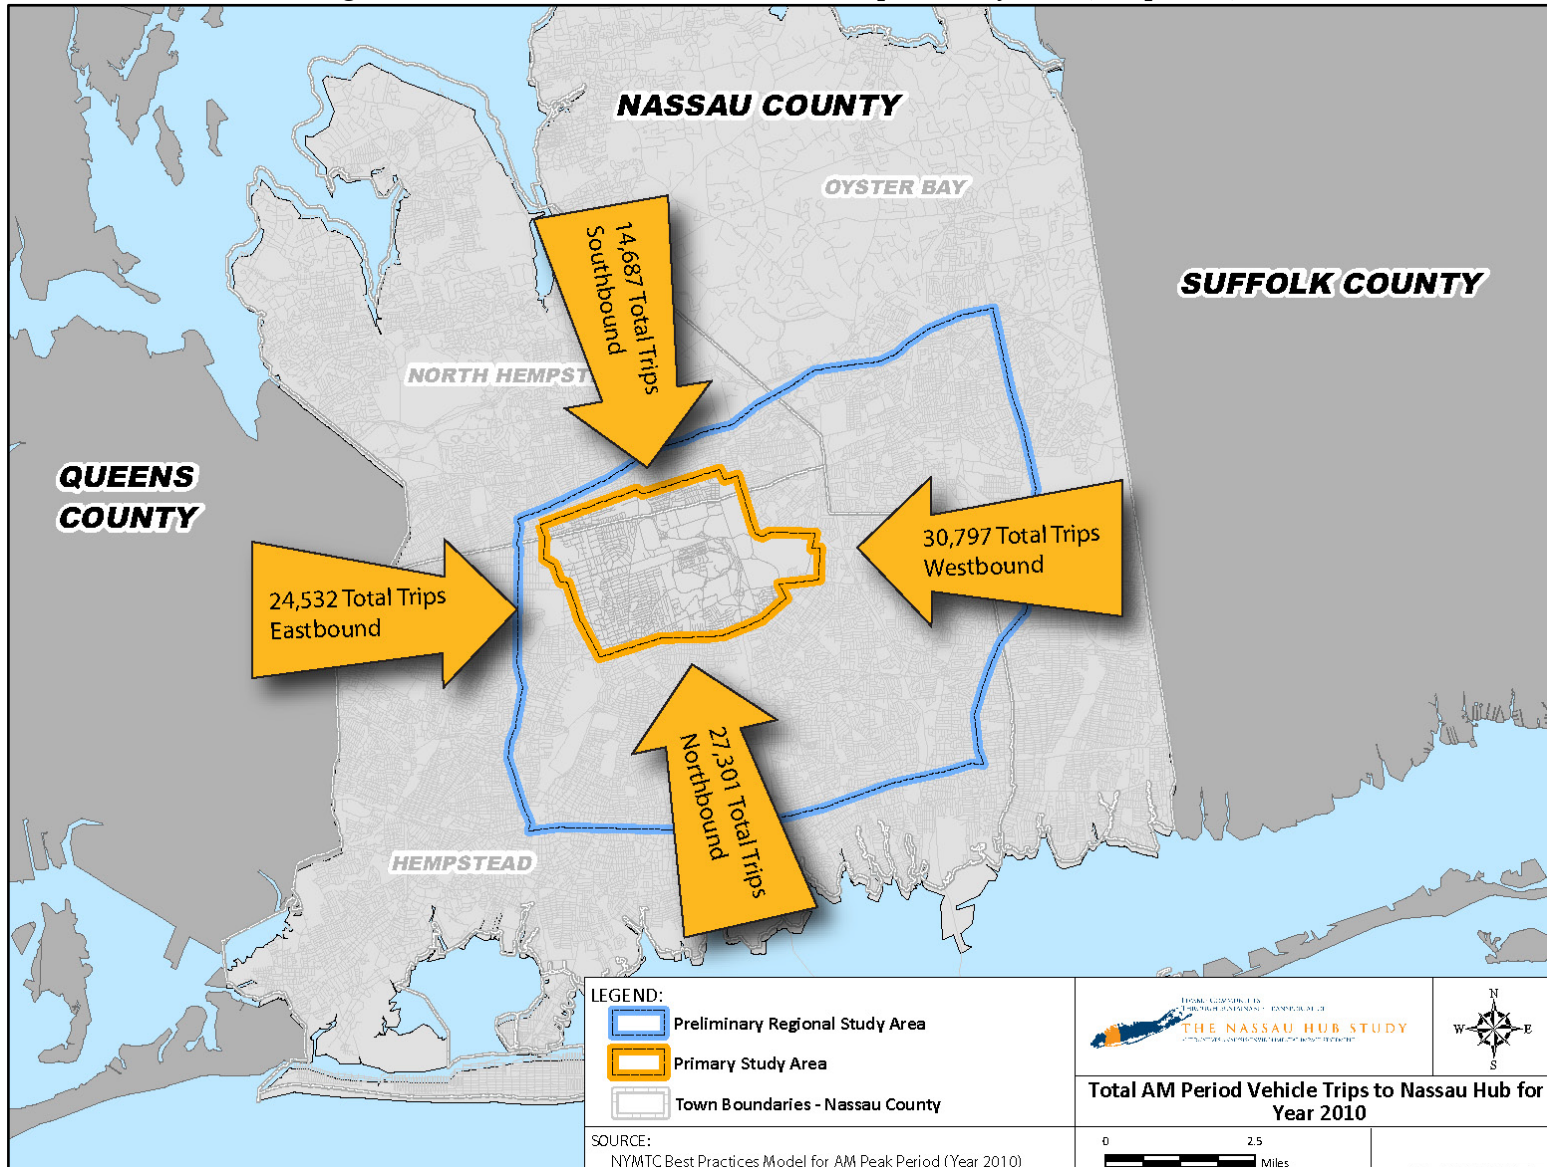 NASSAU COUNTY
OYSTER BAY
SUFFOLK COUNTY
14,687 Total Trips
Southbound
NORTH HEMPST
QUEENS
COUNTY
30,797 Total Trips
Westbound
24,532 Total Trips
Eastbound
27,301 Total Trips
Northbound
HEMPSTEAD
LEGEND:
Preliminary Regional Study Area
Primary Study Area
Town Boundaries - Nassau County
SOURCE:
NYMTC Best Practices Model for AM Peak Period (Year 2010)
THE NASSAU HUB STUDY
N
W E
S
Total AM Period Vehicle Trips to Nassau Hub for
Year 2010
0 2.5
Miles